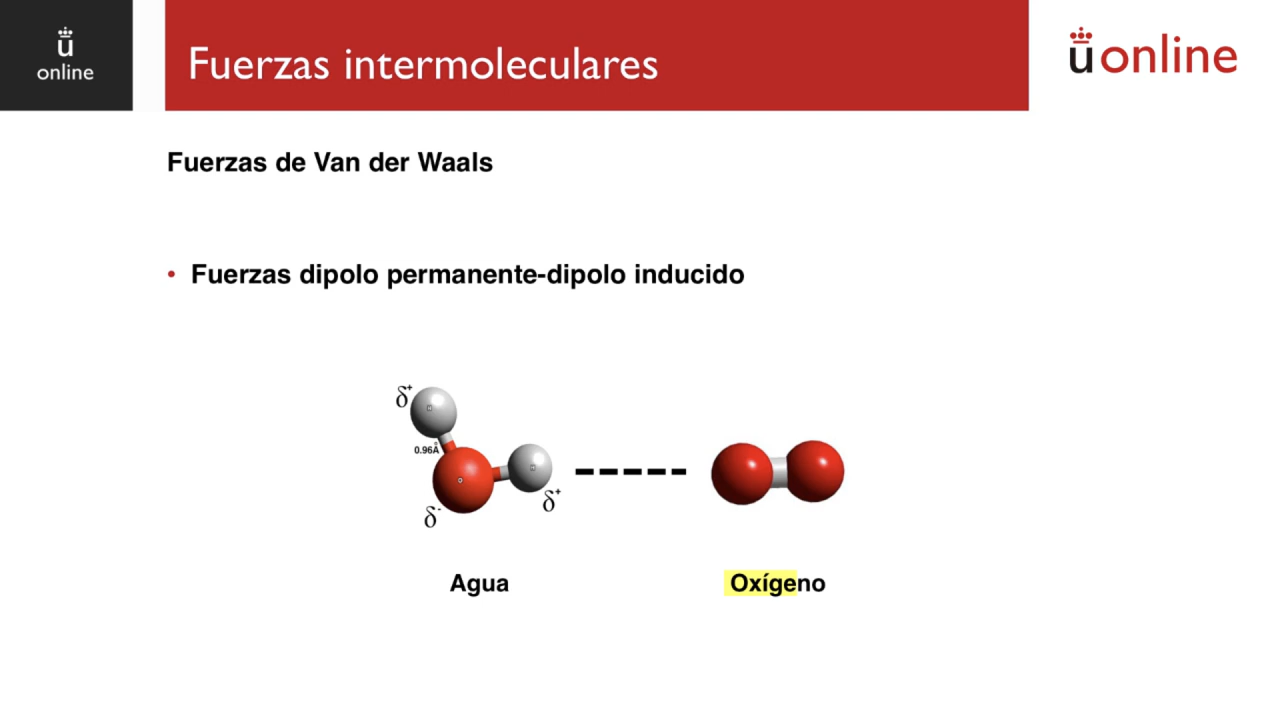 ü
online
Fuerzas intermoleculares
üonline
Fuerzas de Van der Waals
• Fuerzas dipolo permanente-dipolo inducido
δ+
0.96Å
O
δ-
δ+
Agua
Oxígeno